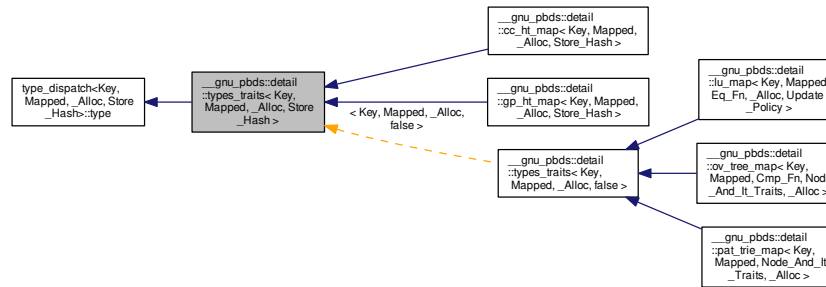 type_dispatch<Key,
Mapped, _Alloc, Store
_Hash>::type
__gnu_pbds::detail
::types_traits< Key,
Mapped, _Alloc, Store
_Hash >
__gnu_pbds::detail
::cc_ht_map< Key, Mapped,
_Alloc, Store_Hash >
__gnu_pbds::detail
::gp_ht_map< Key, Mapped,
_Alloc, Store_Hash >
< Key, Mapped, _Alloc,
false >
__gnu_pbds::detail
::types_traits< Key,
Mapped, _Alloc, false >
__gnu_pbds::detail
::lu_map< Key, Mapped,
Eq_Fn, _Alloc, Update
_Policy >
__gnu_pbds::detail
::ov_tree_map< Key,
Mapped, Cmp_Fn, Node
_And_It_Traits, _Alloc >
__gnu_pbds::detail
::pat_trie_map< Key,
Mapped, Node_And_It
_Traits, _Alloc >